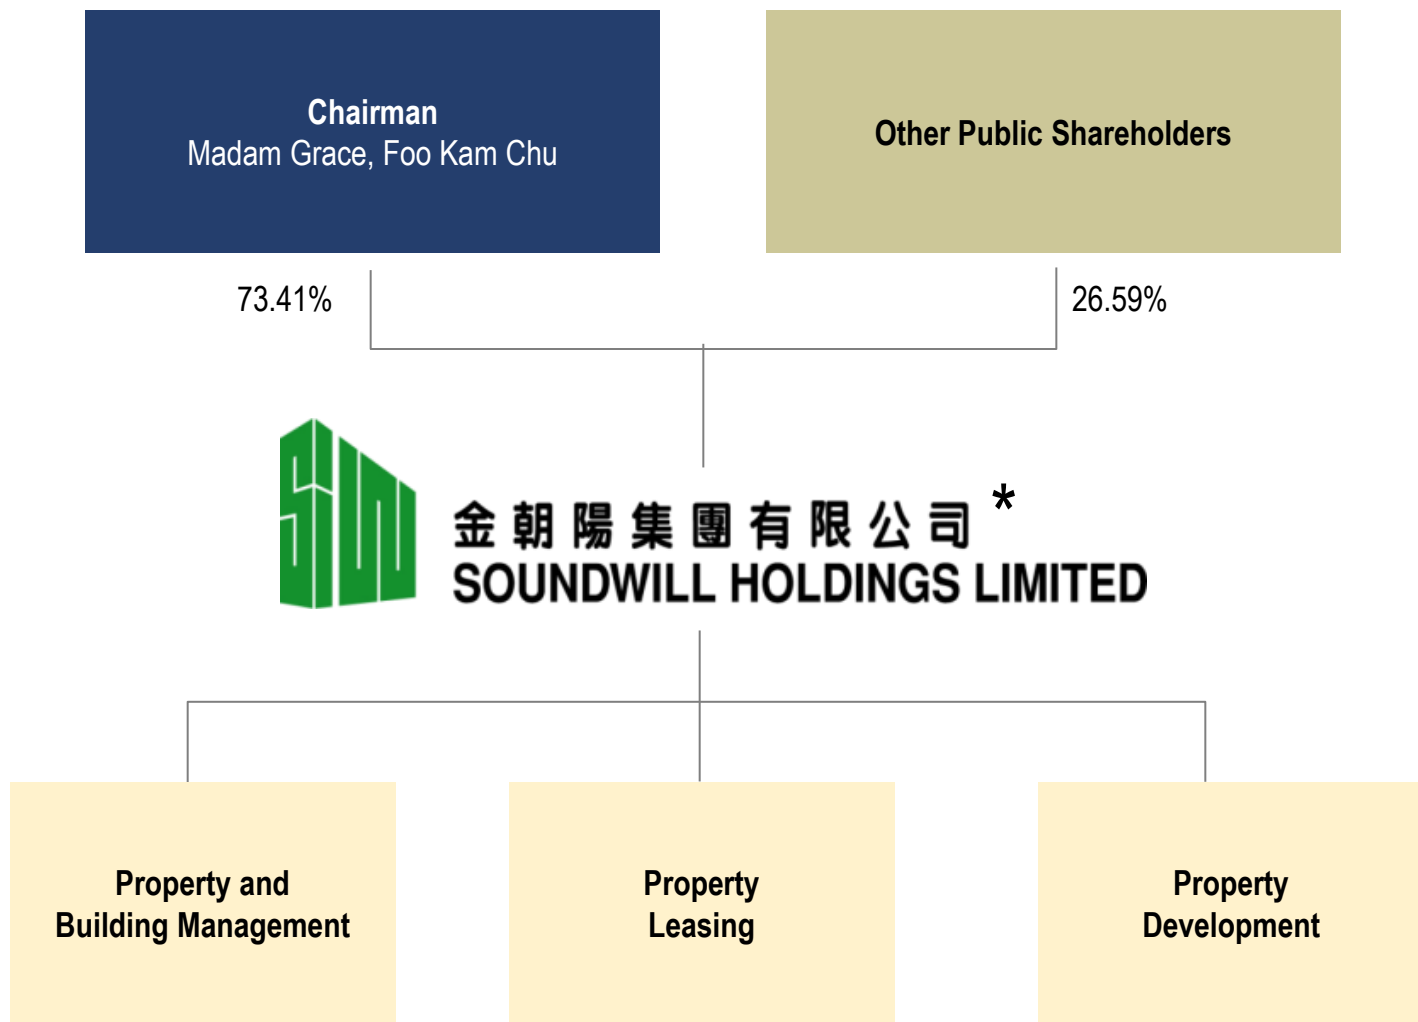 Chairman
Madam Grace, Foo Kam Chu
Other Public Shareholders
73.41%
26.59%
金朝陽集團有限公司 *
SOUNDWILL HOLDINGS LIMITED
Property and
Building Management
Property
Leasing
Property
Development